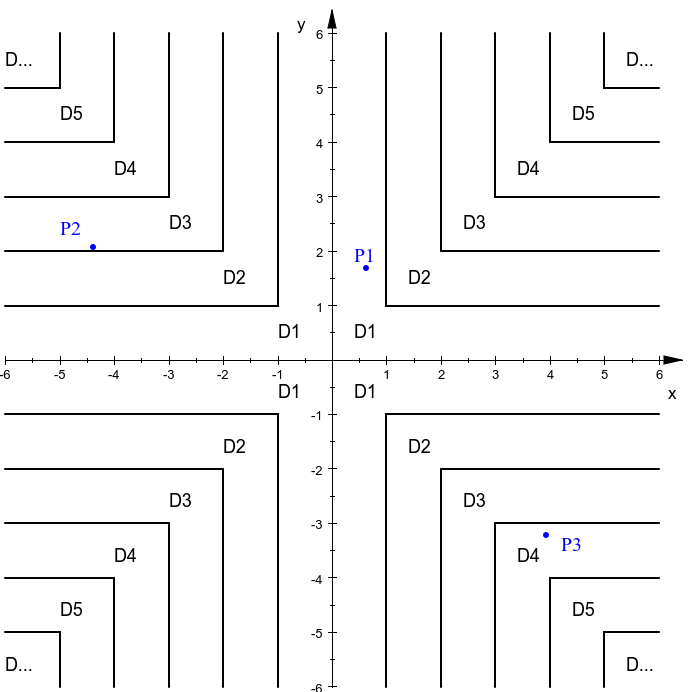 y
6
D... D...
5
D5 D5
4
D4 D4
3
P2 D3 D3
2 P1
D2 D2
1
D1 D1
-6 -5 -4 -3 -2 -1 1 2 3 4 5 6
x
D1 D1
-1
D2 D2
-2
D3 D3
-3
D4 D4 P3
-4
D5 D5
-5
D... D...
-6